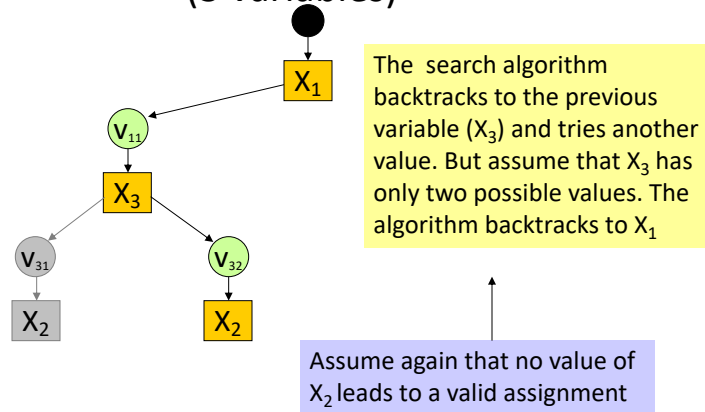 (3 variables)
X₁
The search algorithm
backtracks to the previous
variable (X₃) and tries another
value. But assume that X₃ has
only two possible values. The
algorithm backtracks to X₁
v₁₁
X₃
v₃₁
v₃₂
X₂
X₂
Assume again that no value of
X₂ leads to a valid assignment